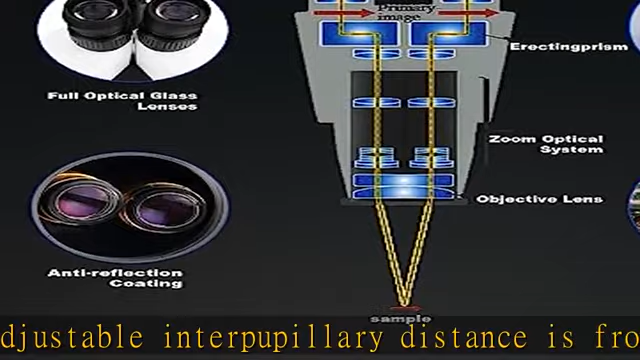 Primary
image
Erectingprism
Full Optical Glass
Lenses
Zoom Optical
System
Objective Lens
Anti-reflection
Coating
sample
djustable interpupillary distance is fro